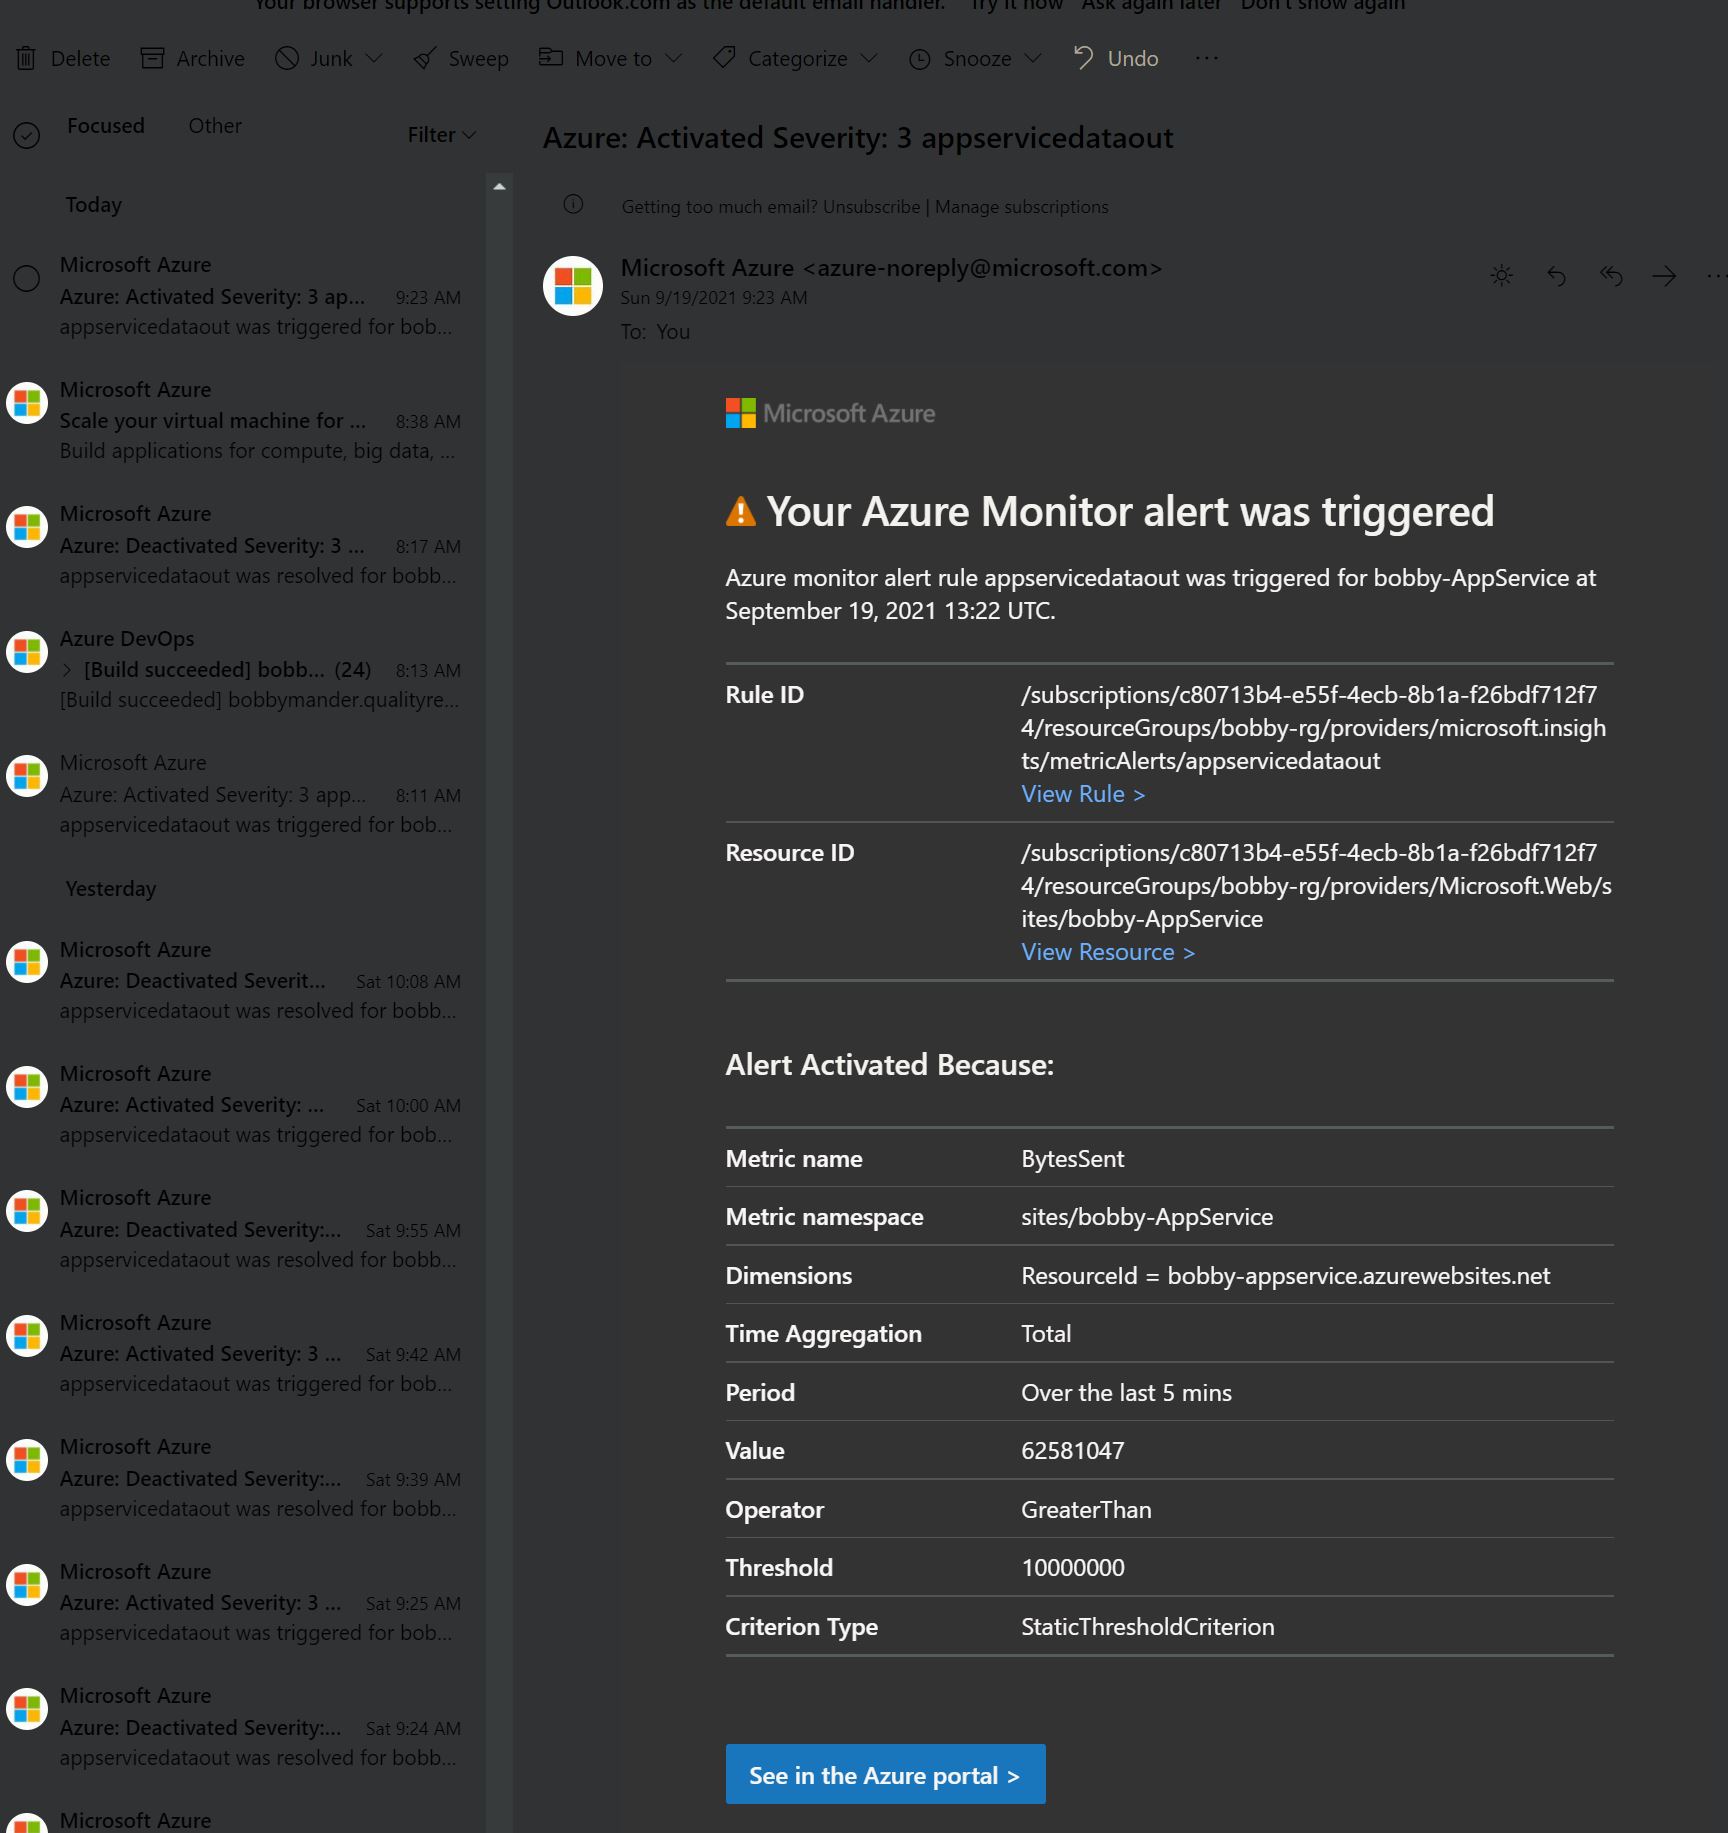 Your browser supports setting Outlook.com as the default email handler. Try it now Ask again later Don't show again
Delete Archive Junk Sweep Move to Categorize Snooze Undo ...
Focused Other Filter
Today
Microsoft Azure
Azure: Activated Severity: 3 ap... 9:23 AM
appservicedataout was triggered for bob...
Microsoft Azure
Scale your virtual machine for ... 8:38 AM
Build applications for compute, big data, ...
Microsoft Azure
Azure: Deactivated Severity: 3 ... 8:17 AM
appservicedataout was resolved for bobb...
Azure DevOps
> [Build succeeded] bobb... (24) 8:13 AM
[Build succeeded] bobbymander.qualityre...
Microsoft Azure
Azure: Activated Severity: 3 app... 8:11 AM
appservicedataout was triggered for bob...
Yesterday
Microsoft Azure
Azure: Deactivated Severit... Sat 10:08 AM
appservicedataout was resolved for bobb...
Microsoft Azure
Azure: Activated Severity: ... Sat 10:00 AM
appservicedataout was triggered for bob...
Microsoft Azure
Azure: Deactivated Severity:... Sat 9:55 AM
appservicedataout was resolved for bobb...
Microsoft Azure
Azure: Activated Severity: 3 ... Sat 9:42 AM
appservicedataout was triggered for bob...
Microsoft Azure
Azure: Deactivated Severity:... Sat 9:39 AM
appservicedataout was resolved for bobb...
Microsoft Azure
Azure: Activated Severity: 3 ... Sat 9:25 AM
appservicedataout was triggered for bob...
Microsoft Azure
Azure: Deactivated Severity:... Sat 9:24 AM
appservicedataout was resolved for bobb...
Microsoft Azure
Azure: Activated Severity: 3 appservicedataout
Getting too much email? Unsubscribe | Manage subscriptions
Microsoft Azure <azure-noreply@microsoft.com>
Sun 9/19/2021 9:23 AM
To: You
Microsoft Azure
Your Azure Monitor alert was triggered
Azure monitor alert rule appservicedataout was triggered for bobby-AppService at
September 19, 2021 13:22 UTC.
Rule ID /subscriptions/c80713b4-e55f-4ecb-8b1a-f26bdf712f7
4/resourceGroups/bobby-rg/providers/microsoft.insigh
ts/metricAlerts/appservicedataout
View Rule >
Resource ID /subscriptions/c80713b4-e55f-4ecb-8b1a-f26bdf712f7
4/resourceGroups/bobby-rg/providers/Microsoft.Web/s
ites/bobby-AppService
View Resource >
Alert Activated Because:
Metric name BytesSent
Metric namespace sites/bobby-AppService
Dimensions ResourceId = bobby-appservice.azurewebsites.net
Time Aggregation Total
Period Over the last 5 mins
Value 62581047
Operator GreaterThan
Threshold 10000000
Criterion Type StaticThresholdCriterion
See in the Azure portal >